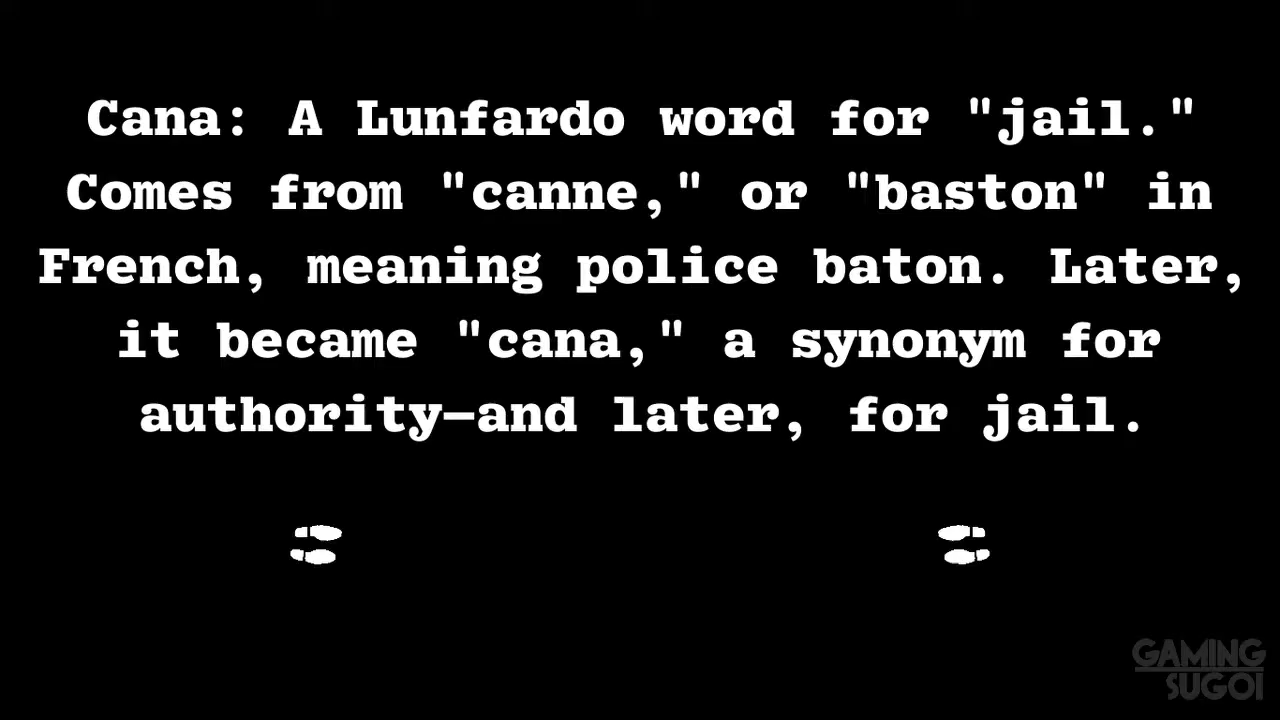 Cana: A Lunfardo word for "jail."
Comes from "canne," or "baston" in
French, meaning police baton. Later,
it became "cana," a synonym for
authority—and later, for jail.
GAMING
SUGOI